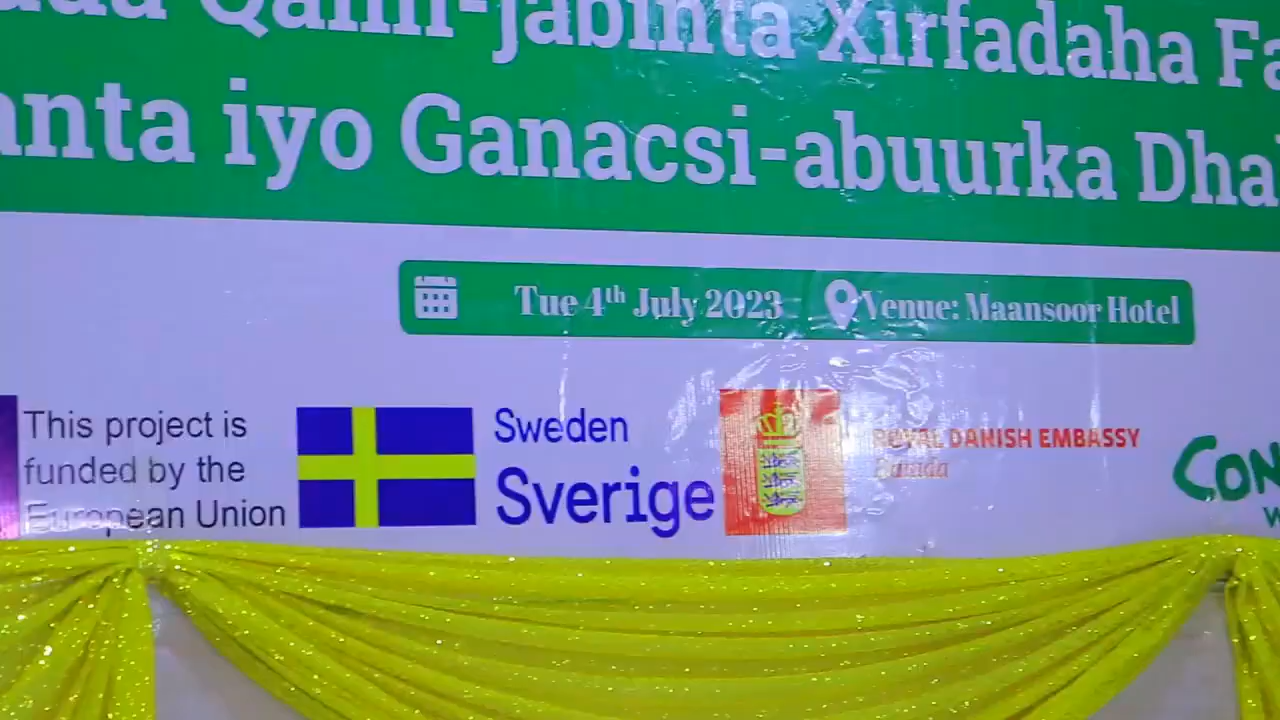 Qalin-jabinta Xirfadaha
iyo Ganacsi-abuurka
Tue 4th July 2023
Venue: Maansoor Hotel
This project is
funded by the
European Union
Sweden
Sverige
ROYAL DANISH EMBASSY